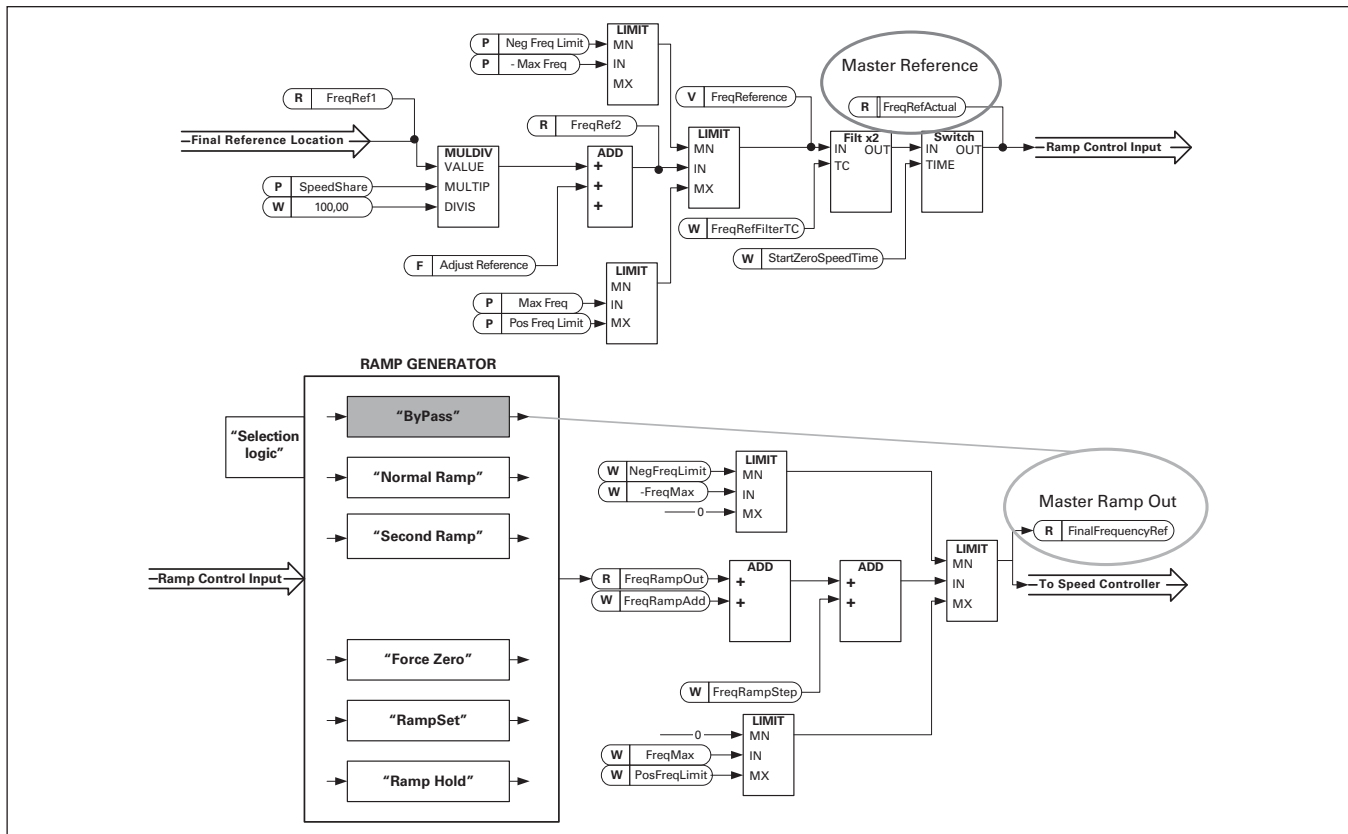 LIMIT
P Neg Freq Limit MN
P - Max Freq IN
MX
Master Reference
R FreqRef1
V FreqReference
R FreqRefActual
R FreqRef2
Final Reference Location
LIMIT
MN
IN
MX
Filt x2
IN OUT
TC
Switch
IN OUT
TIME
Ramp Control Input
MULDIV
VALUE
MULTIP
DIVIS
ADD
+
+
+
P SpeedShare
W 100,00
W FreqRefFilterTC
W StartZeroSpeedTime
F Adjust Reference
LIMIT
MN
P Max Freq IN
P Pos Freq Limit MX
RAMP GENERATOR
"ByPass"
"Selection
logic"
"Normal Ramp"
"Second Ramp"
Ramp Control Input
"Force Zero"
"RampSet"
"Ramp Hold"
LIMIT
W NegFreqLimit MN
W -FreqMax IN
0 MX
Master Ramp Out
R FinalFrequencyRef
LIMIT
MN
IN
MX
To Speed Controller
ADD
R FreqRampOut +
W FreqRampAdd +
ADD
+
+
W FreqRampStep
LIMIT
0 MN
W FreqMax IN
W PosFreqLimit MX